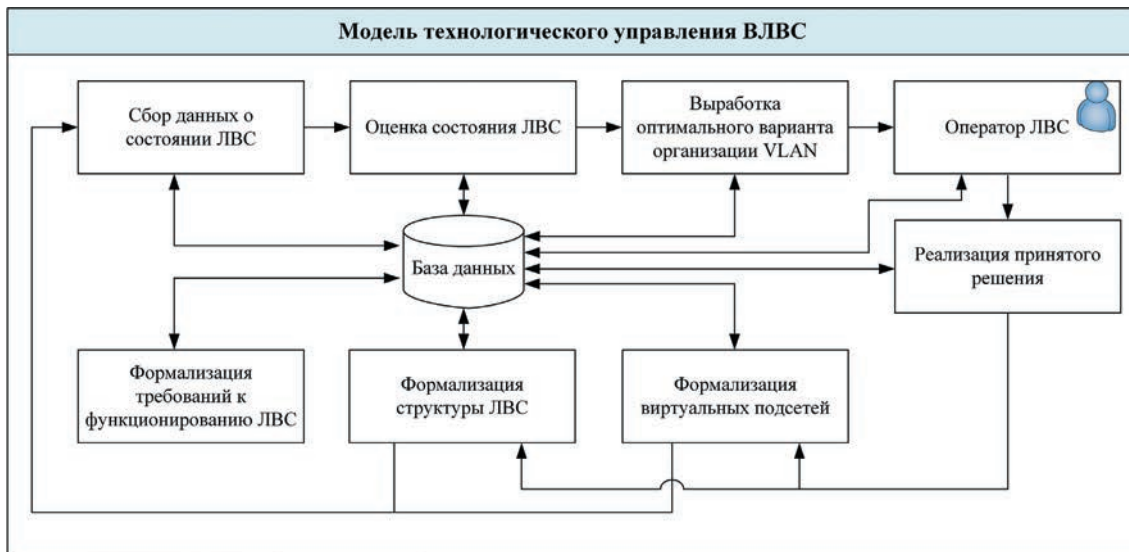 Модель технологического управления ВЛВС
Сбор данных о
состоянии ЛВС
Оценка состояния ЛВС
Выработка
оптимального варианта
организации VLAN
Оператор ЛВС
База данных
Реализация принятого
решения
Формализация
требований к
функционированию ЛВС
Формализация
структуры ЛВС
Формализация
виртуальных подсетей